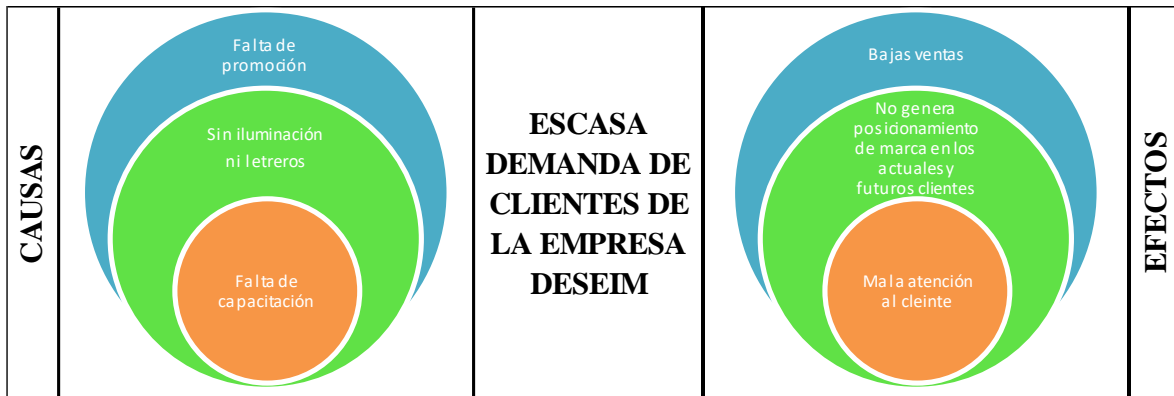 CAUSAS
Falta de
promoción
Sin iluminación
ni letreros
Falta de
capacitación
ESCASA
DEMANDA DE
CLIENTES DE
LA EMPRESA
DESEIM
Bajas ventas
No genera
posicionamiento
de marca en los
actuales y
futuros clientes
Mala atención
al cleinte
EFECTOS